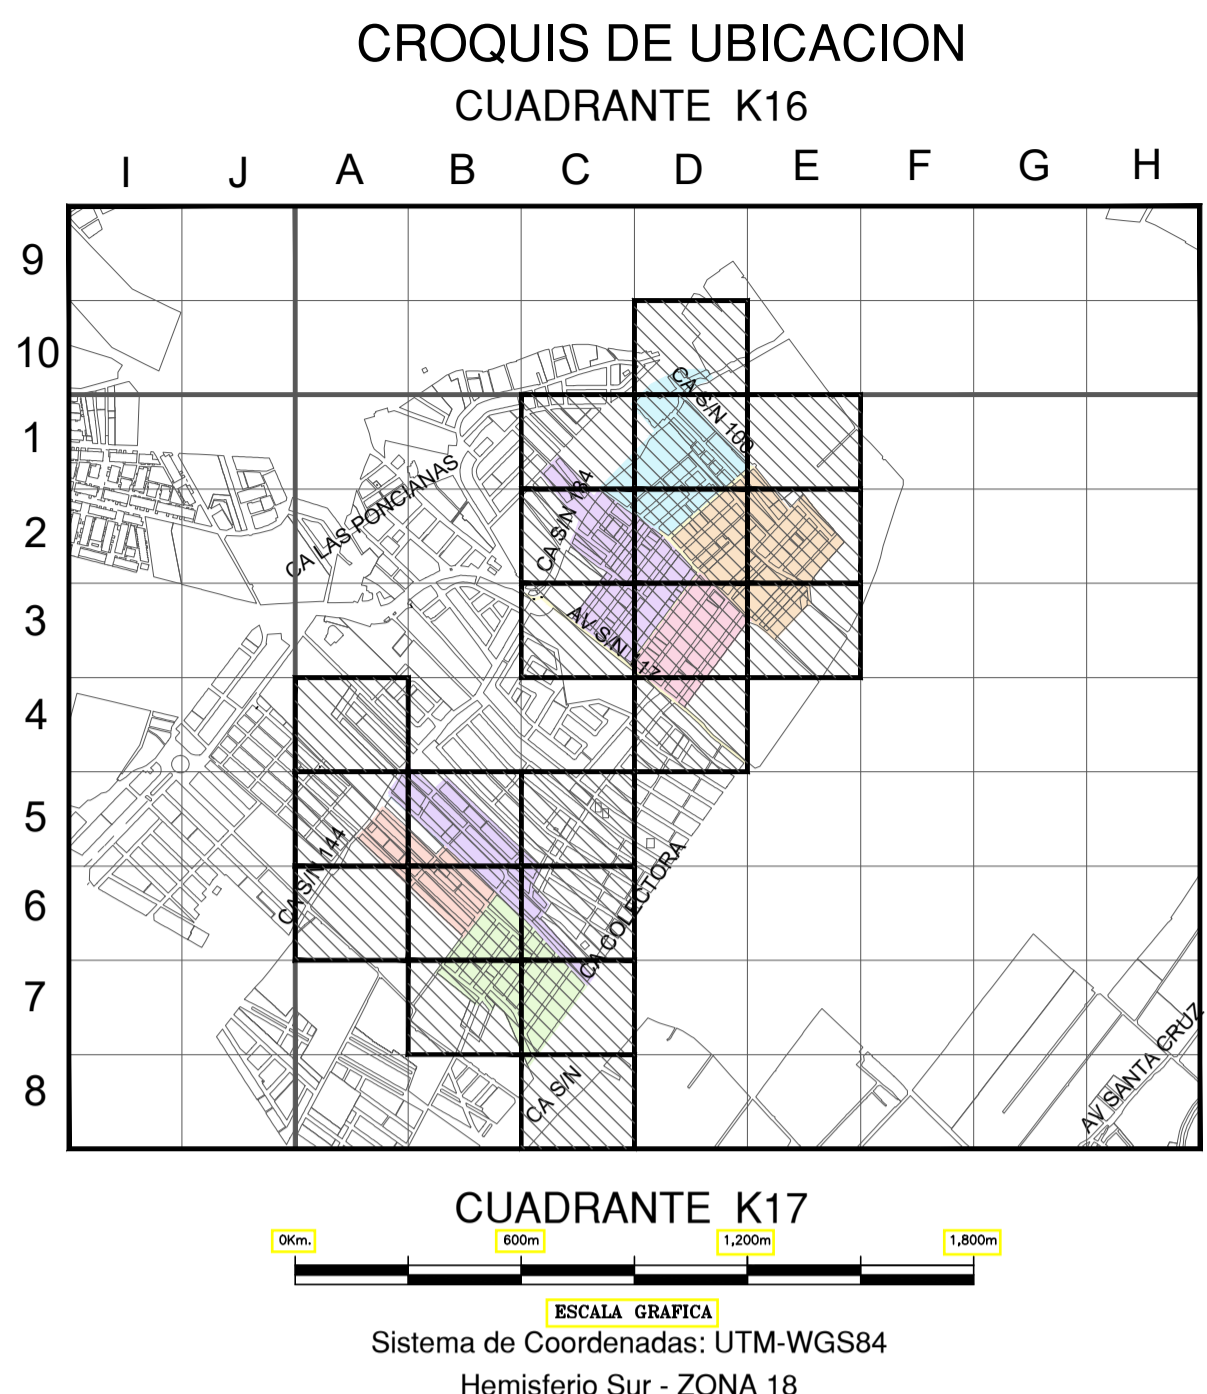 CROQUIS DE UBICACION
CUADRANTE K16
I J A B C D E F G H
9
10
1
2
3
4
5
6
7
8
CA S/N 100
CA LAS PONCIANAS
CA S/N 184
AV S/N 117
CA S/N 144
CA COLECTORA
CA S/N
AV SANTA CRUZ
CUADRANTE K17
0Km. 600m 1,200m 1,800m
ESCALA GRAFICA
Sistema de Coordenadas: UTM-WGS84
Hemisferio Sur - ZONA 18